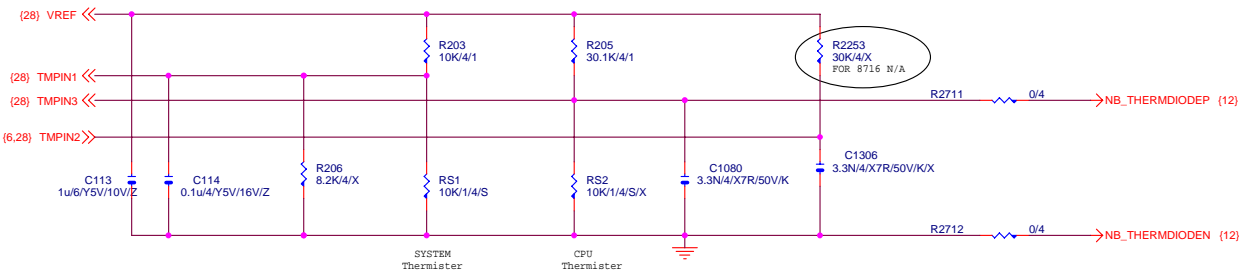 {28} VREF
R203
10K/4/1
R205
30.1K/4/1
R2253
30K/4/X
FOR 8716 N/A
{28} TMPIN1
{28} TMPIN3
R2711
0/4
NB_THERMDIODEP {12}
{6,28} TMPIN2
C113
1u/6/Y5V/10V/Z
C114
0.1u/4/Y5V/16V/Z
R206
8.2K/4/X
RS1
10K/1/4/S
RS2
10K/1/4/S/X
C1080
3.3N/4/X7R/50V/K
C1306
3.3N/4/X7R/50V/K/X
R2712
0/4
NB_THERMDIODEN {12}
SYSTEM
Thermister
CPU
Thermister